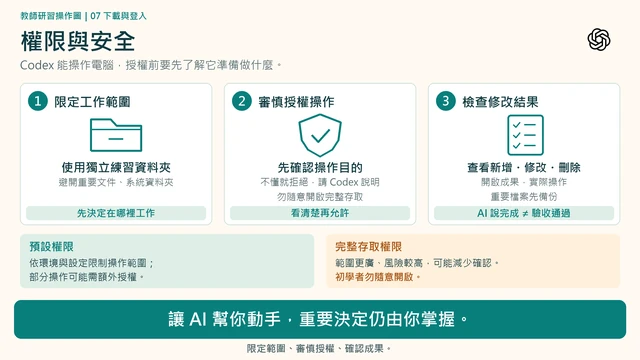 教師研習操作圖 | 07 下載與登入
權限與安全
Codex 能操作電腦，授權前要先了解它準備做什麼。
1 限定工作範圍
使用獨立練習資料夾
避開重要文件、系統資料夾
先決定在哪裡工作
2 審慎授權操作
先確認操作目的
不懂就拒絕，請 Codex 說明
勿隨意開啟完整存取
看清楚再允許
3 檢查修改結果
查看新增・修改・刪除
開啟成果，實際操作
重要檔案先備份
AI 說完成 ≠ 驗收通過
預設權限
依環境與設定限制操作範圍；
部分操作可能需額外授權。
完整存取權限
範圍更廣、風險較高，可能減少確認。
初學者勿隨意開啟。
讓 AI 幫你動手，重要決定仍由你掌握。
限定範圍、審慎授權、確認成果。